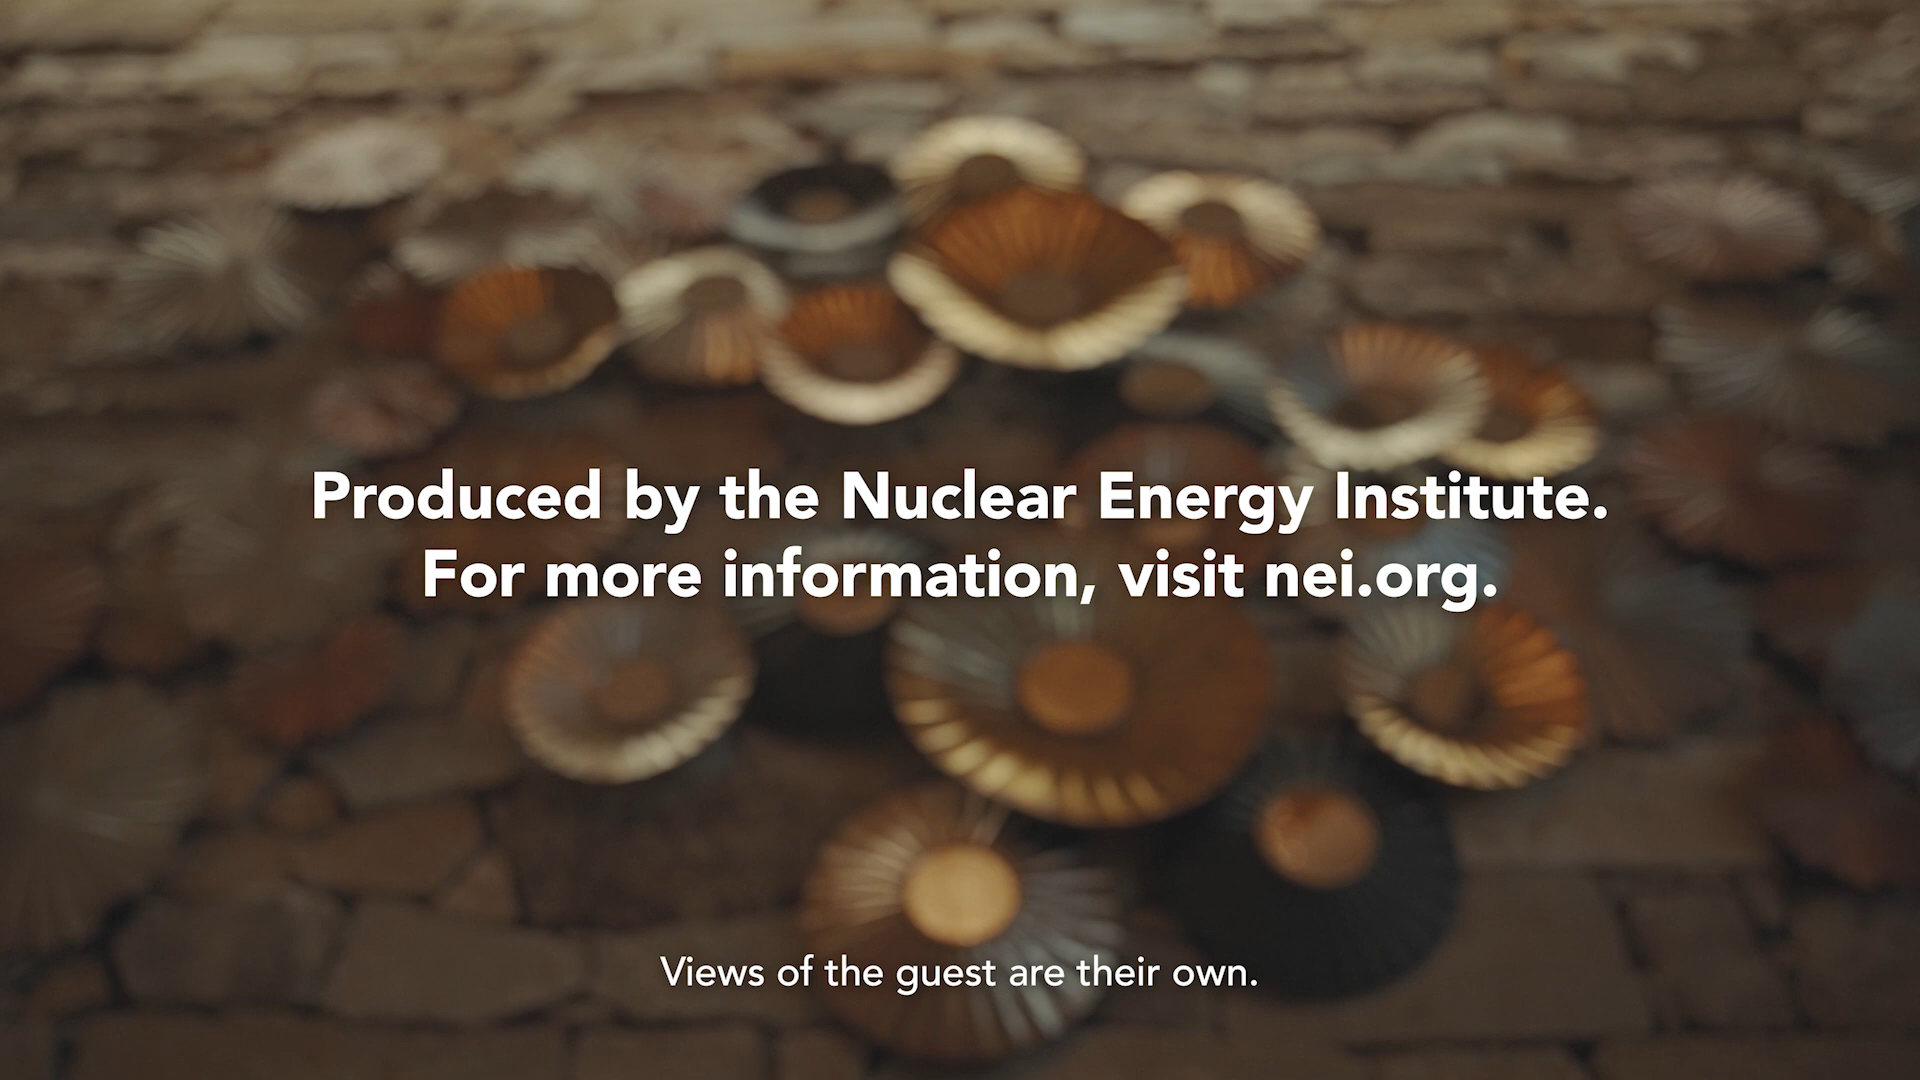 Produced by the Nuclear Energy Institute.
For more information, visit nei.org.
Views of the guest are their own.